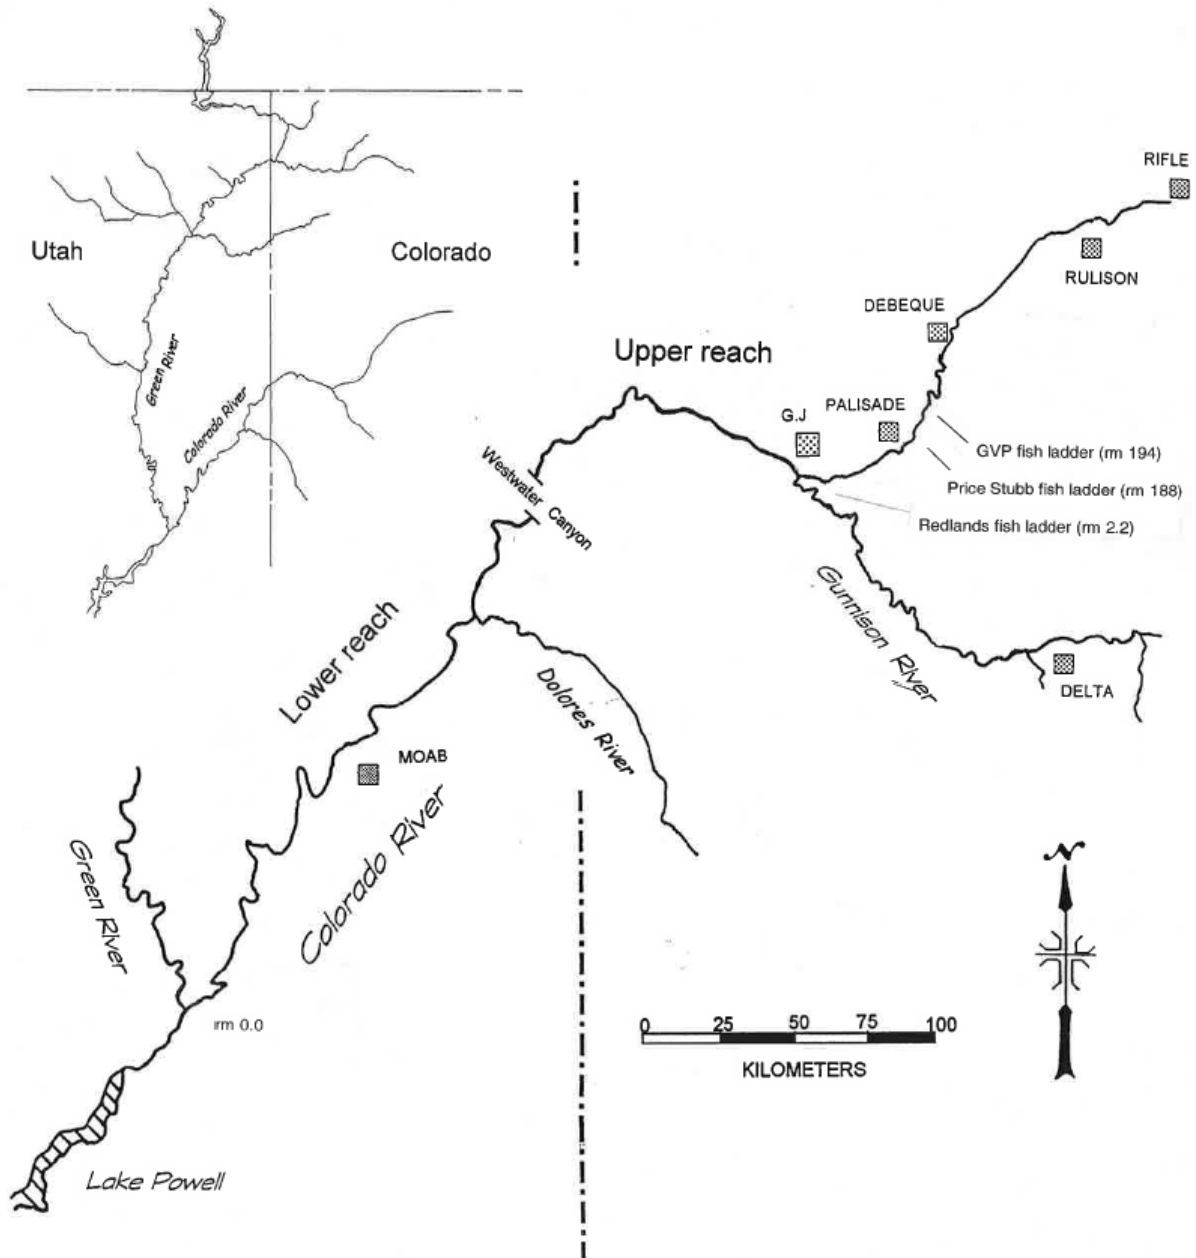 Utah
Colorado
Green River
Colorado River
RIFLE
RULISON
DEBEQUE
Upper reach
G.J
PALISADE
GVP fish ladder (rm 194)
Price Stubb fish ladder (rm 188)
Redlands fish ladder (rm 2.2)
Westwater
Canyon
Gunnison River
DELTA
Lower reach
Dolores River
MOAB
Colorado River
Green River
rm 0.0
Lake Powell
N
0 25 50 75 100
KILOMETERS